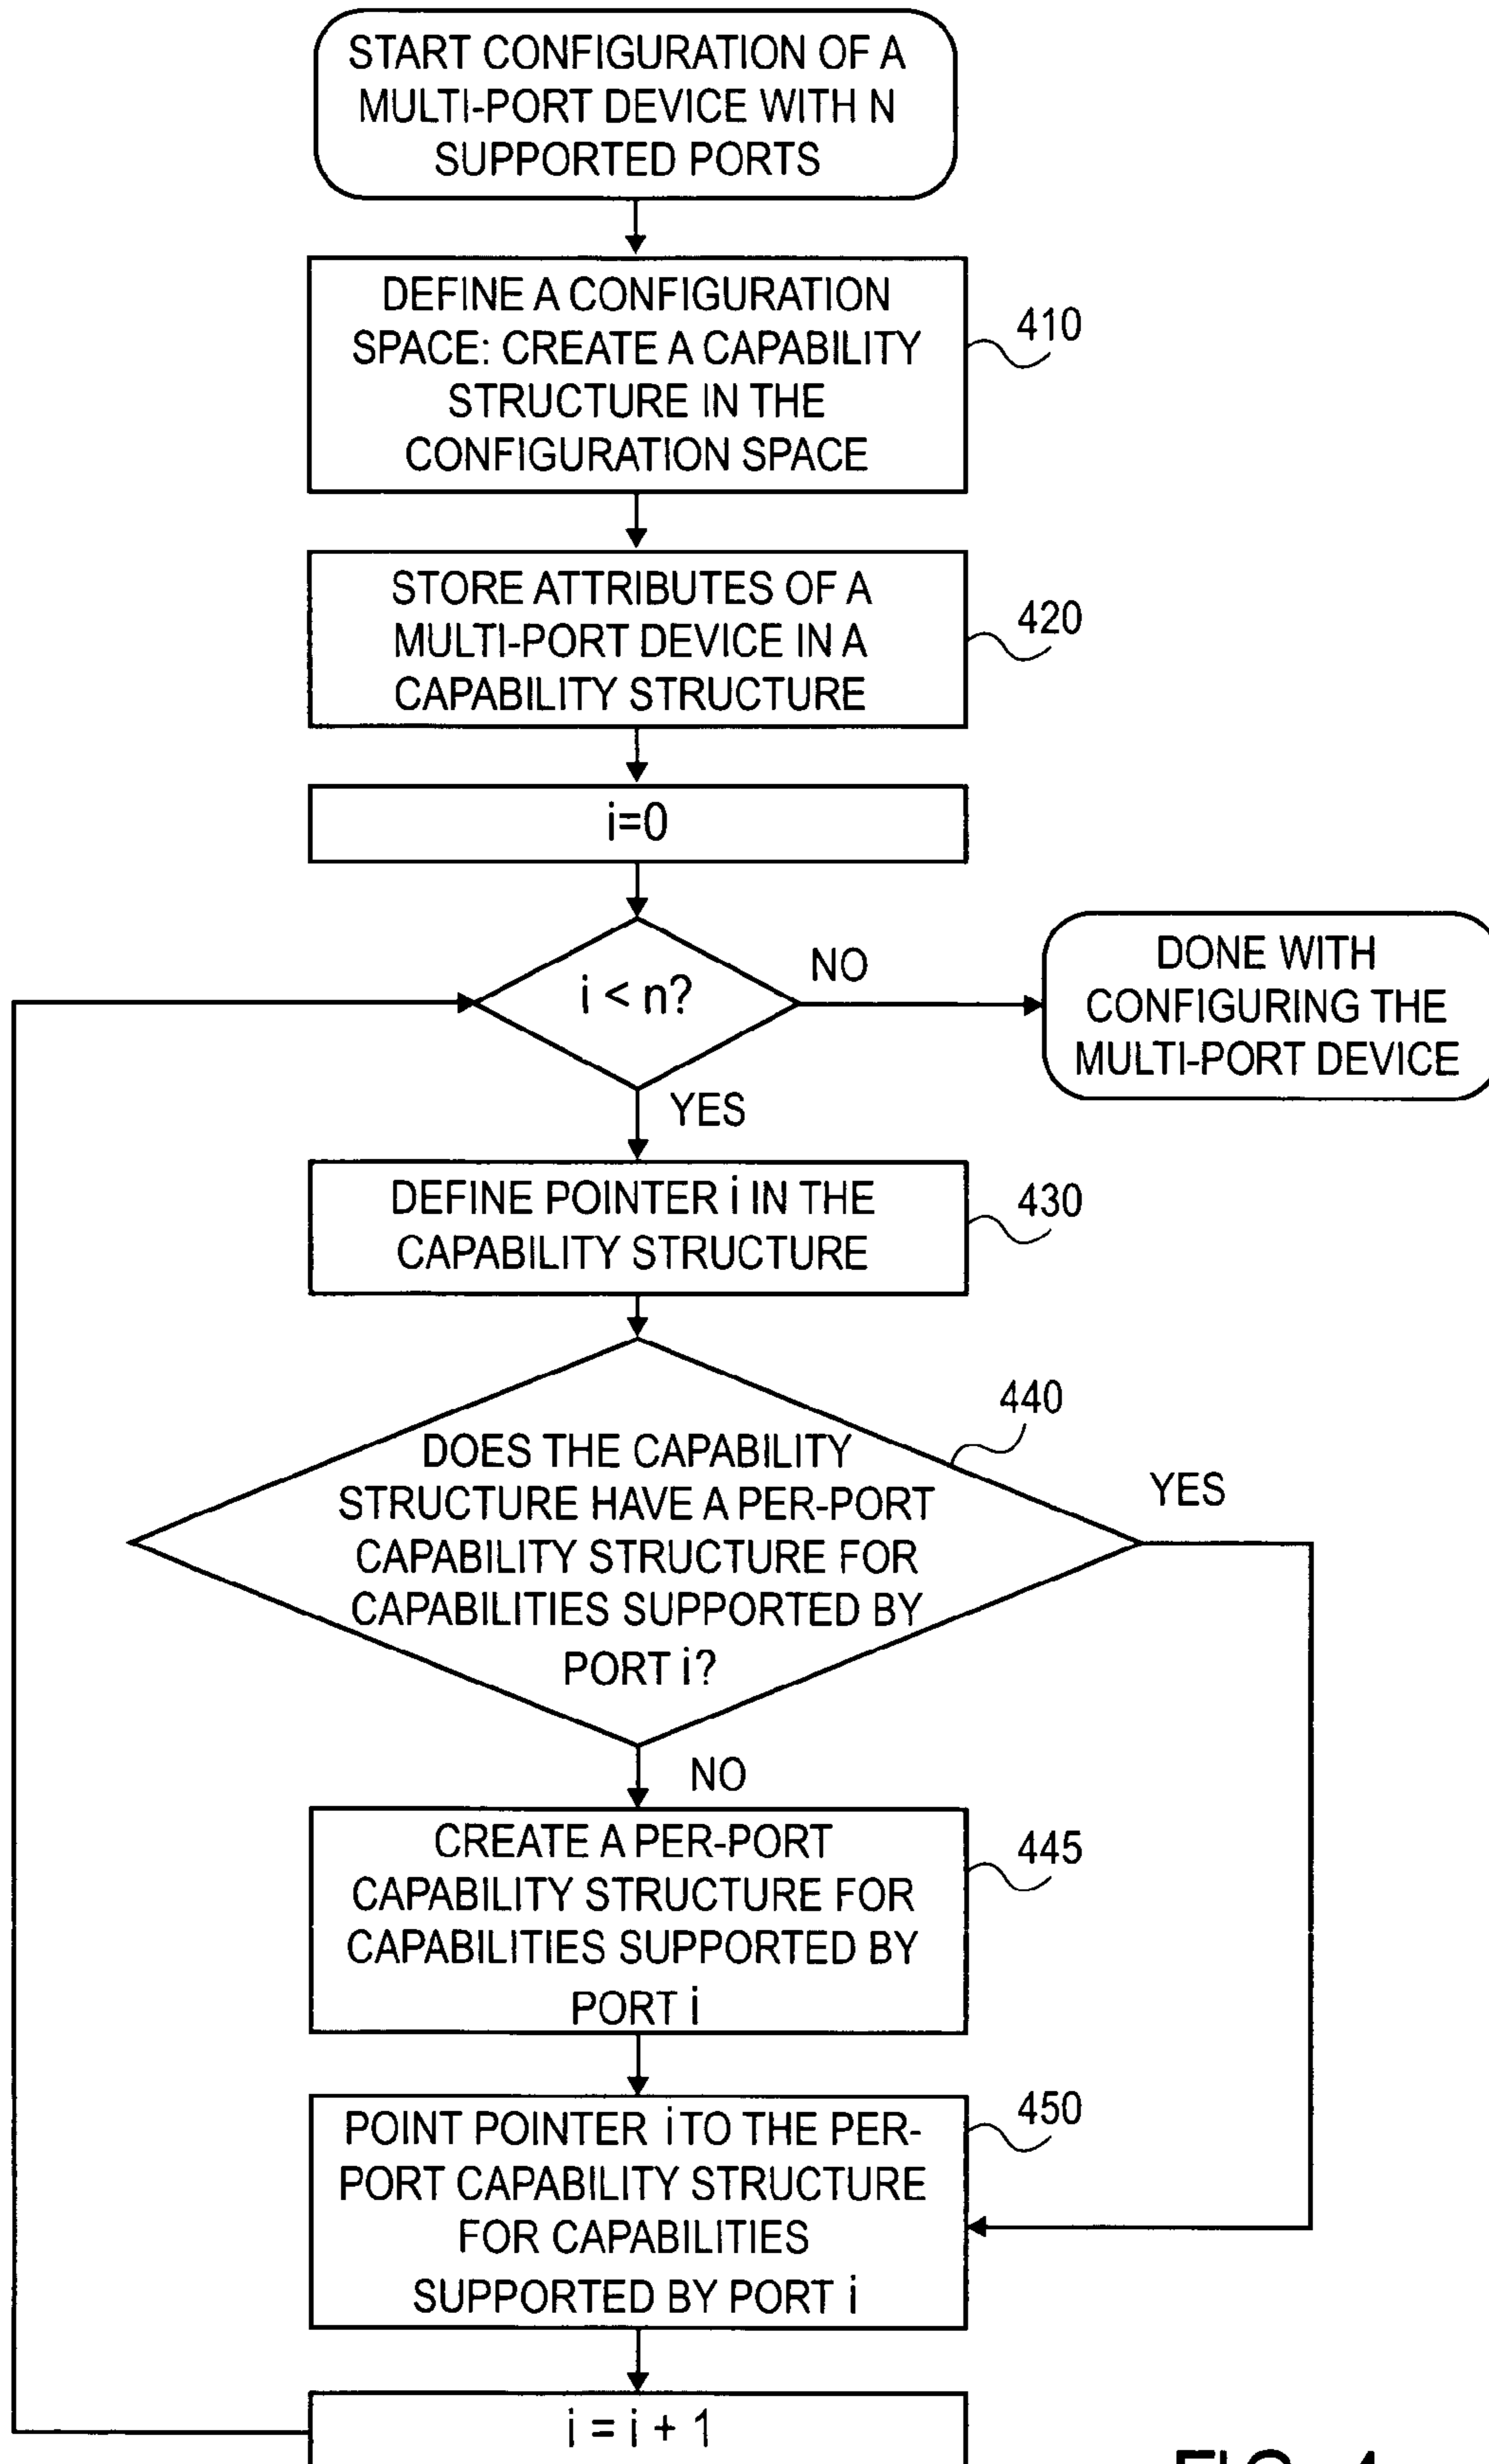 START CONFIGURATION OF A
MULTI-PORT DEVICE WITH N
SUPPORTED PORTS
DEFINE A CONFIGURATION
SPACE: CREATE A CAPABILITY
STRUCTURE IN THE
CONFIGURATION SPACE
410
STORE ATTRIBUTES OF A
MULTI-PORT DEVICE IN A
CAPABILITY STRUCTURE
420
i=0
i < n?
NO
DONE WITH
CONFIGURING THE
MULTI-PORT DEVICE
YES
DEFINE POINTER i IN THE
CAPABILITY STRUCTURE
430
440
DOES THE CAPABILITY
STRUCTURE HAVE A PER-PORT
CAPABILITY STRUCTURE FOR
CAPABILITIES SUPPORTED BY
PORT i?
YES
NO
CREATE A PER-PORT
CAPABILITY STRUCTURE FOR
CAPABILITIES SUPPORTED BY
PORT i
445
POINT POINTER i TO THE PER-
PORT CAPABILITY STRUCTURE
FOR CAPABILITIES
SUPPORTED BY PORT i
450
i = i + 1